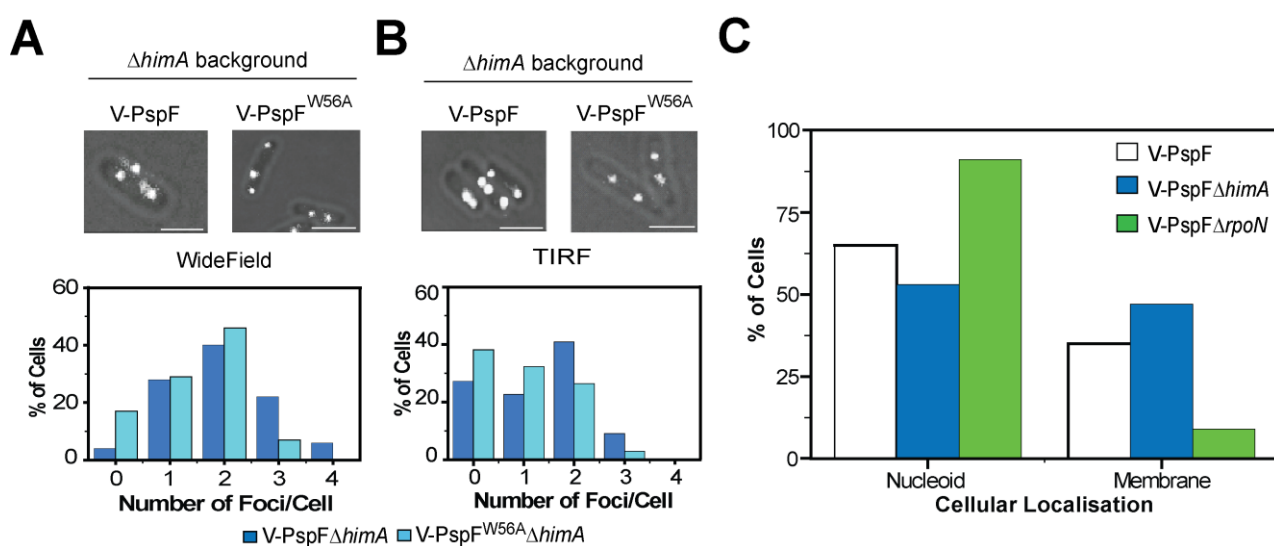 A
ΔhimA background
V-PspF V-PspF^W56A
WideField
60
40
20
0
% of Cells
0 1 2 3 4
Number of Foci/Cell
B
ΔhimA background
V-PspF V-PspF^W56A
TIRF
60
40
20
0
% of Cells
0 1 2 3 4
Number of Foci/Cell
V-PspFΔhimA V-PspF^W56AΔhimA
C
100
75
50
25
0
% of Cells
V-PspF
V-PspFΔhimA
V-PspFΔrpoN
Nucleoid Membrane
Cellular Localisation